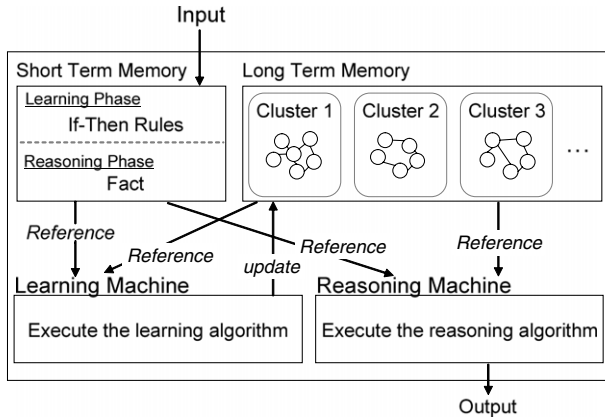 Input
Short Term Memory
Long Term Memory
Learning Phase
If-Then Rules
Reasoning Phase
Fact
Cluster 1
Cluster 2
Cluster 3
...
Reference
Reference
update
Reference
Reference
Learning Machine
Execute the learning algorithm
Reasoning Machine
Execute the reasoning algorithm
Output